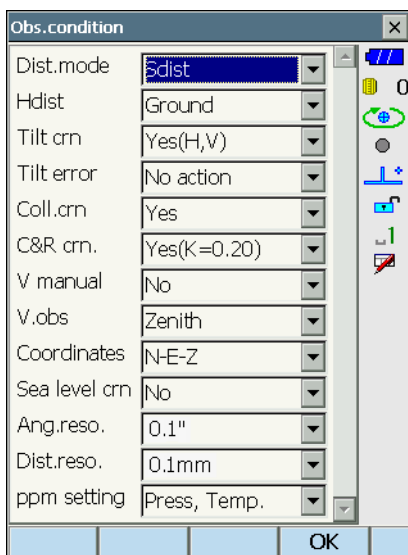 Obs.condition
Dist.mode Sdist
Hdist Ground
Tilt crn Yes(H,V)
Tilt error No action
Coll.crn Yes
C&R crn. Yes(K=0.20)
V manual No
V.obs Zenith
Coordinates N-E-Z
Sea level crn No
Ang.reso. 0.1"
Dist.reso. 0.1mm
ppm setting Press, Temp.
0
1
OK